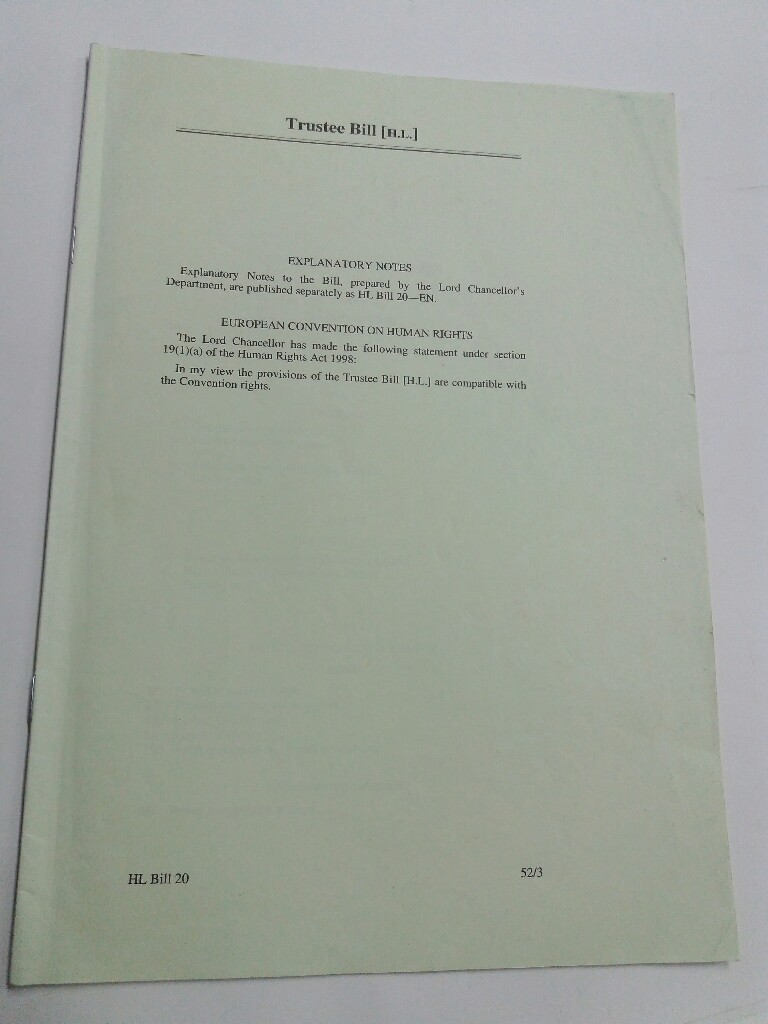 Trustee Bill [H.L.]
EXPLANATORY NOTES
Explanatory Notes to the Bill, prepared by the Lord Chancellor's
Department, are published separately as HL Bill 20—EN.
EUROPEAN CONVENTION ON HUMAN RIGHTS
The Lord Chancellor has made the following statement under section
19(1)(a) of the Human Rights Act 1998:
In my view the provisions of the Trustee Bill [H.L.] are compatible with
the Convention rights.
HL Bill 20
52/3